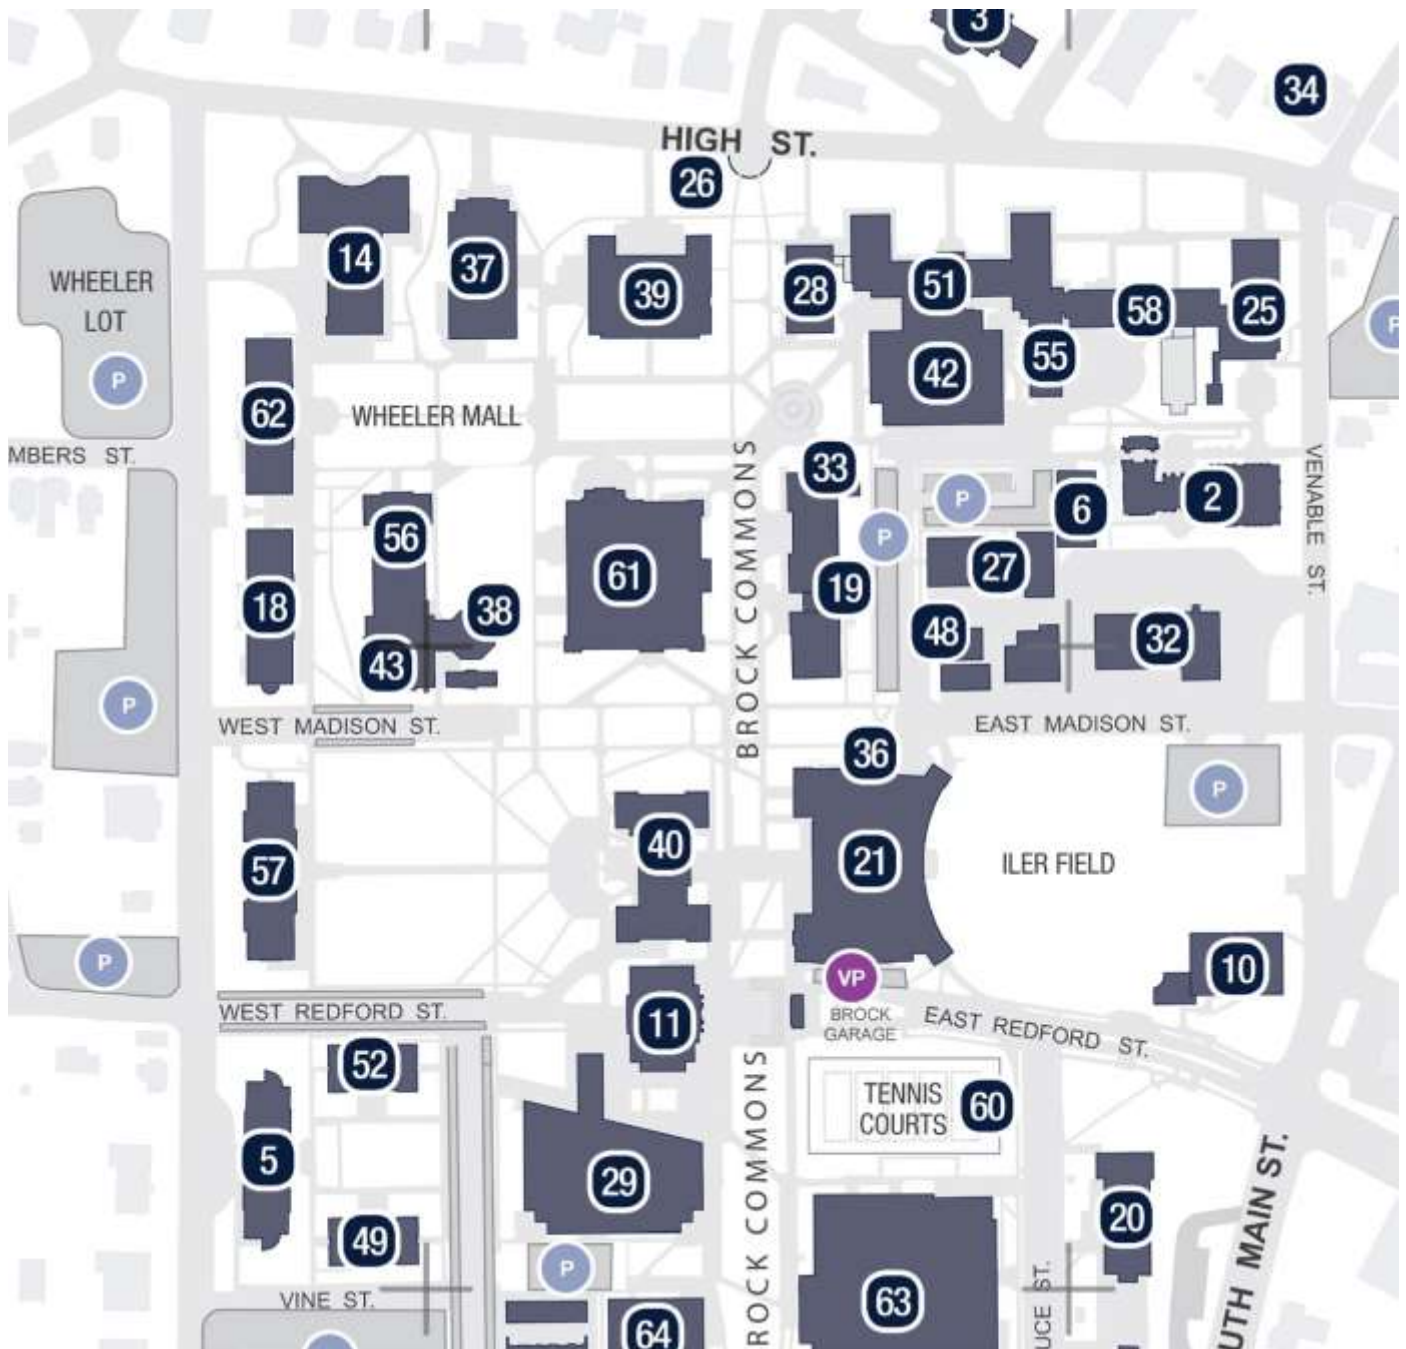 3
34
HIGH ST.
26
14
37
39
28
51
58
25
WHEELER
LOT
P
P
42
55
62
WHEELER MALL
MBERS ST.
BROCK COMMONS
33
P
6
2
VENABLE ST.
56
P
61
27
18
38
19
48
32
43
P
WEST MADISON ST.
EAST MADISON ST.
36
P
40
21
ILER FIELD
57
P
VP
10
WEST REDFORD ST.
11
BROCK
GARAGE
EAST REDFORD ST.
52
TENNIS
COURTS
60
5
29
BROCK COMMONS
20
49
P
VINE ST.
63
64
UCE ST.
UTH MAIN ST.